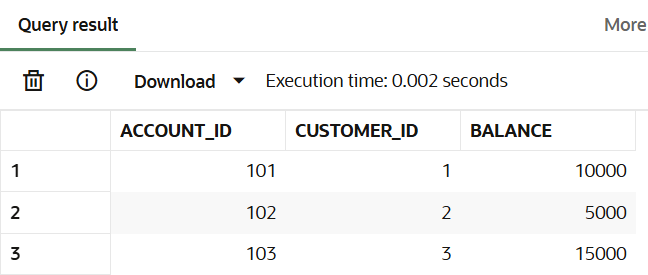 Query result More
Download Execution time: 0.002 seconds
ACCOUNT_ID CUSTOMER_ID BALANCE
1 101 1 10000
2 102 2 5000
3 103 3 15000